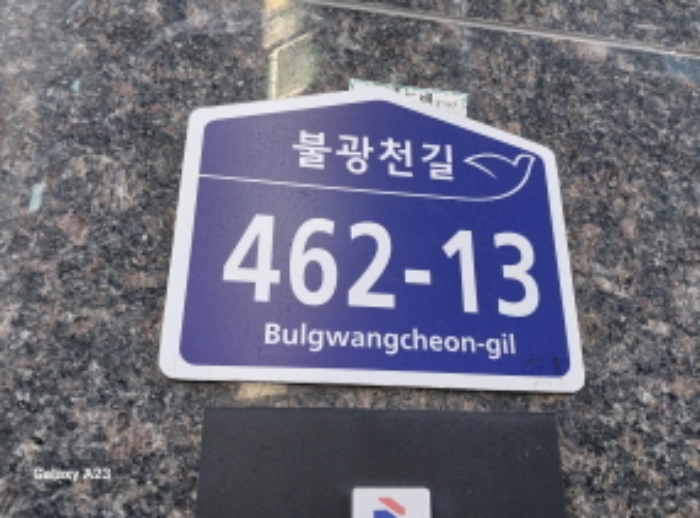 불광천길
462-13
Bulgwangcheon-gil
Galaxy A23